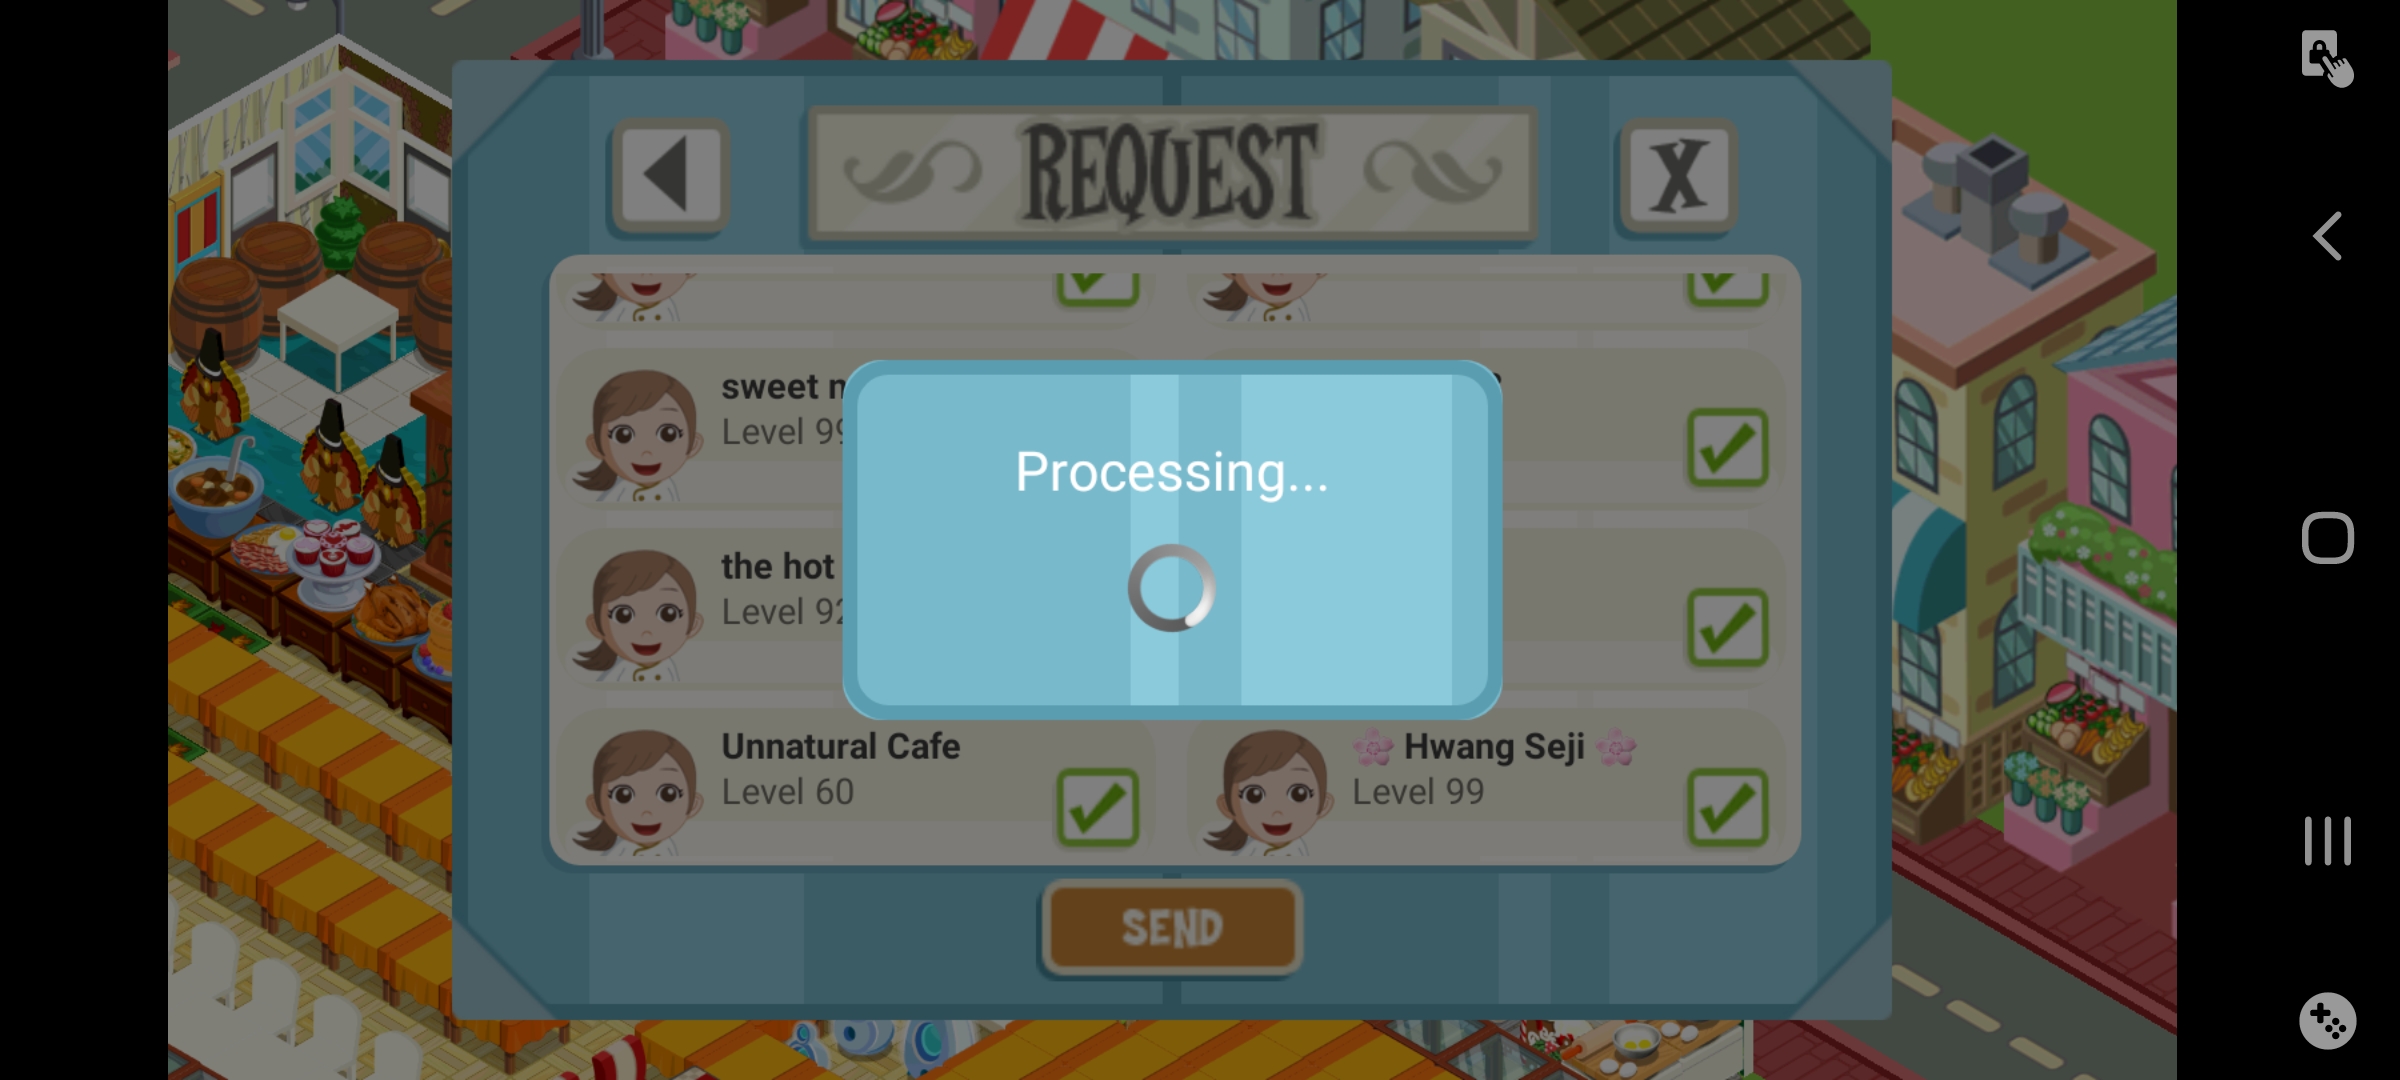 REQUEST
X
sweet
Level
Processing...
the hot
Level
Unnatural Cafe
Level 60
🌸 Hwang Seji 🌸
Level 99
SEND